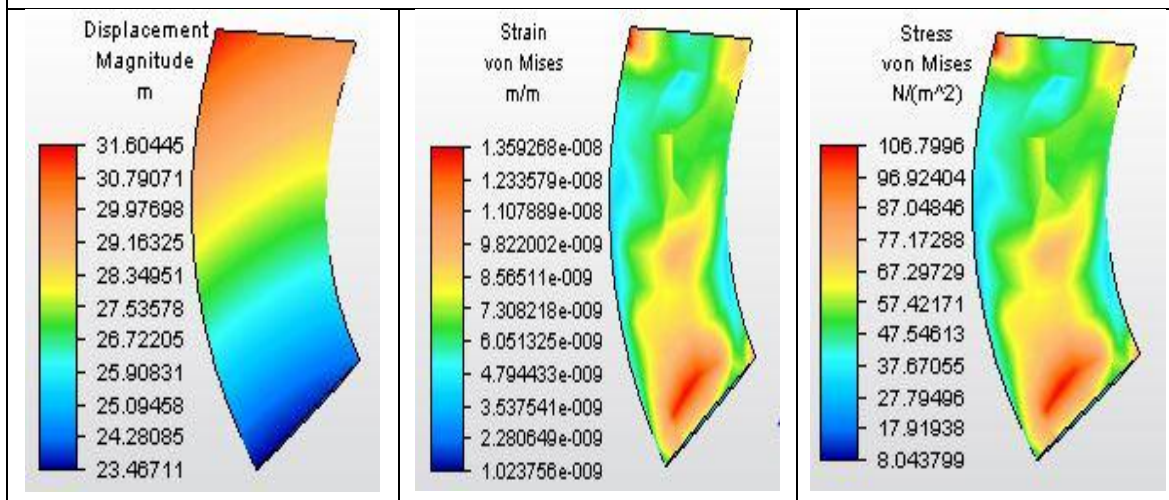 Displacement
Magnitude
m
31.60445
30.79071
29.97698
29.16325
28.34951
27.53578
26.72205
25.90831
25.09458
24.28085
23.46711
Strain
von Mises
m/m
1.359268e-008
1.233579e-008
1.107889e-008
9.822002e-009
8.56511e-009
7.308218e-009
6.051325e-009
4.794433e-009
3.537541e-009
2.280649e-009
1.023756e-009
Stress
von Mises
N/(m^2)
106.7996
96.92404
87.04846
77.17288
67.29729
57.42171
47.54613
37.67055
27.79496
17.91938
8.043799